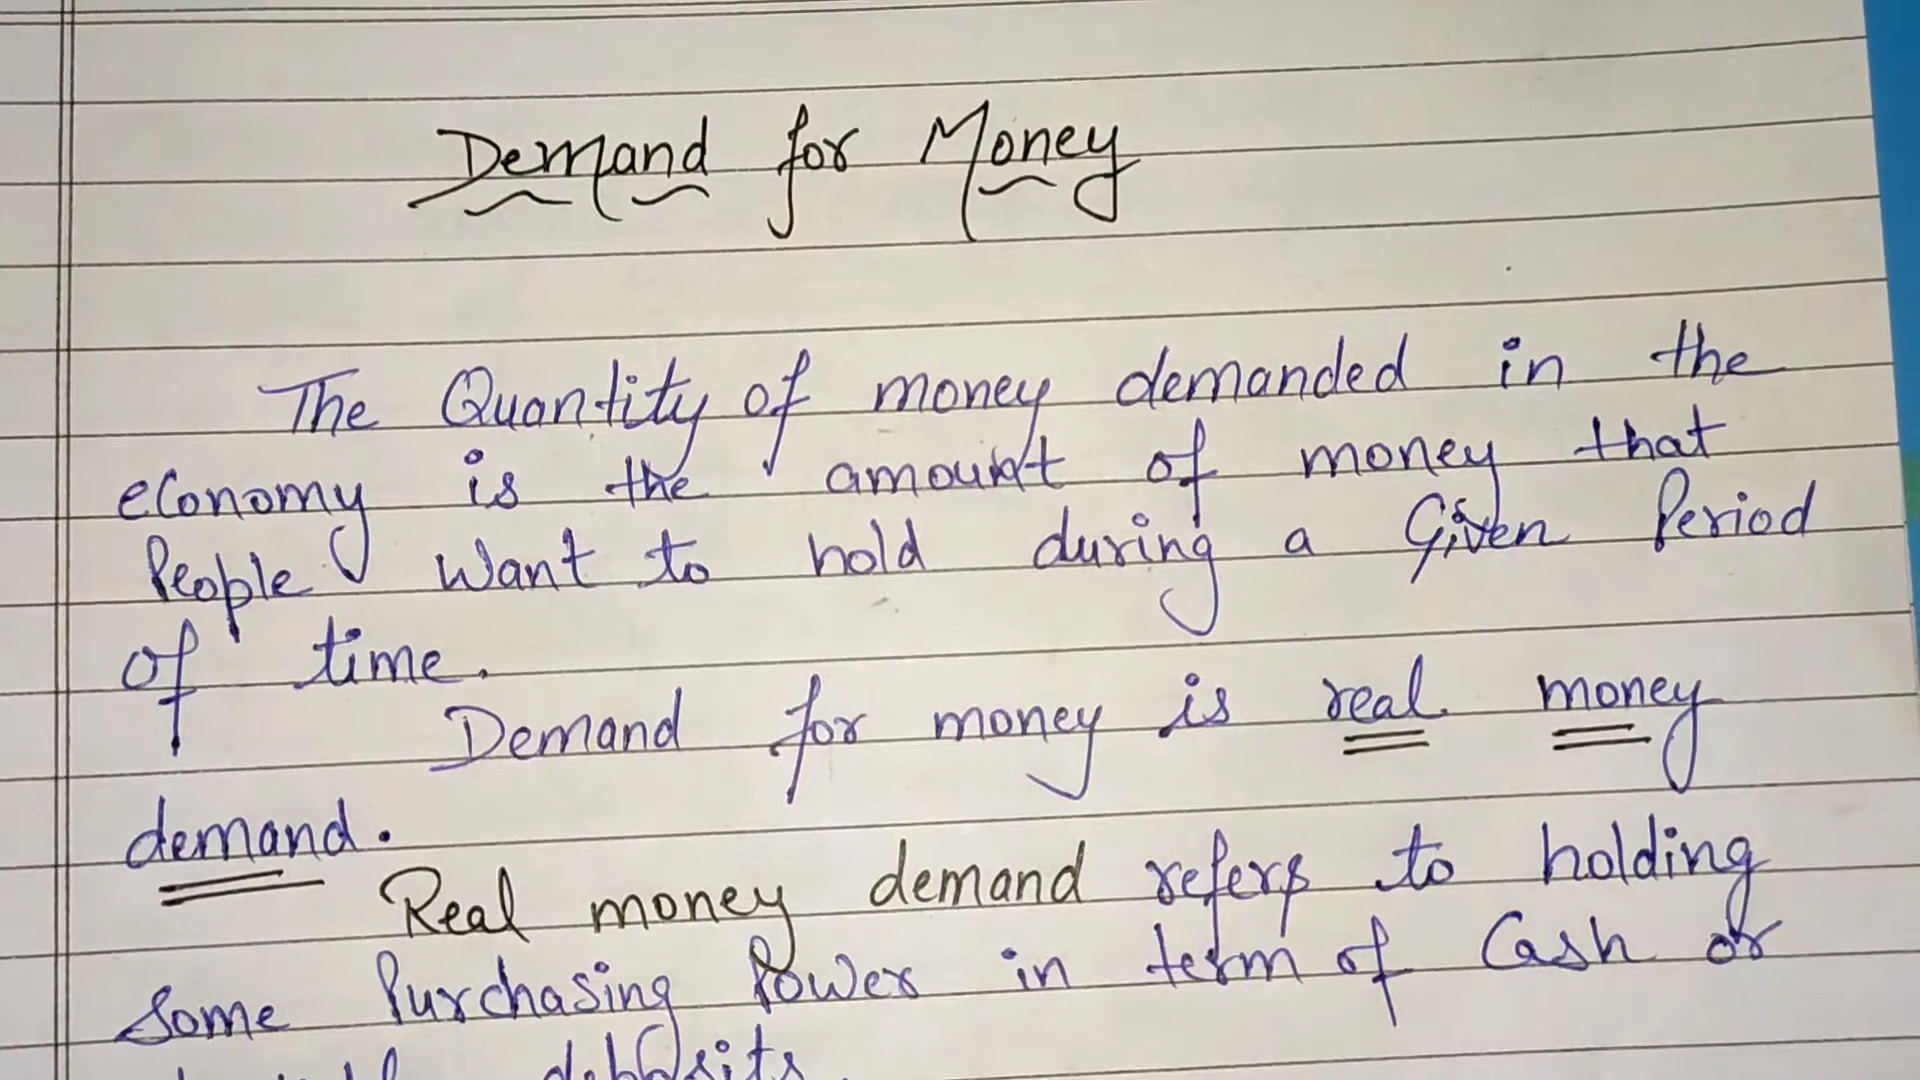 Demand for Money
The Quantity of money demanded in the
economy is the amount of money that
People want to hold during a Given Period
of time.
Demand for money is real money
demand.
Real money demand refers to holding
Some Purchasing Power in term of Cash or
deposits.